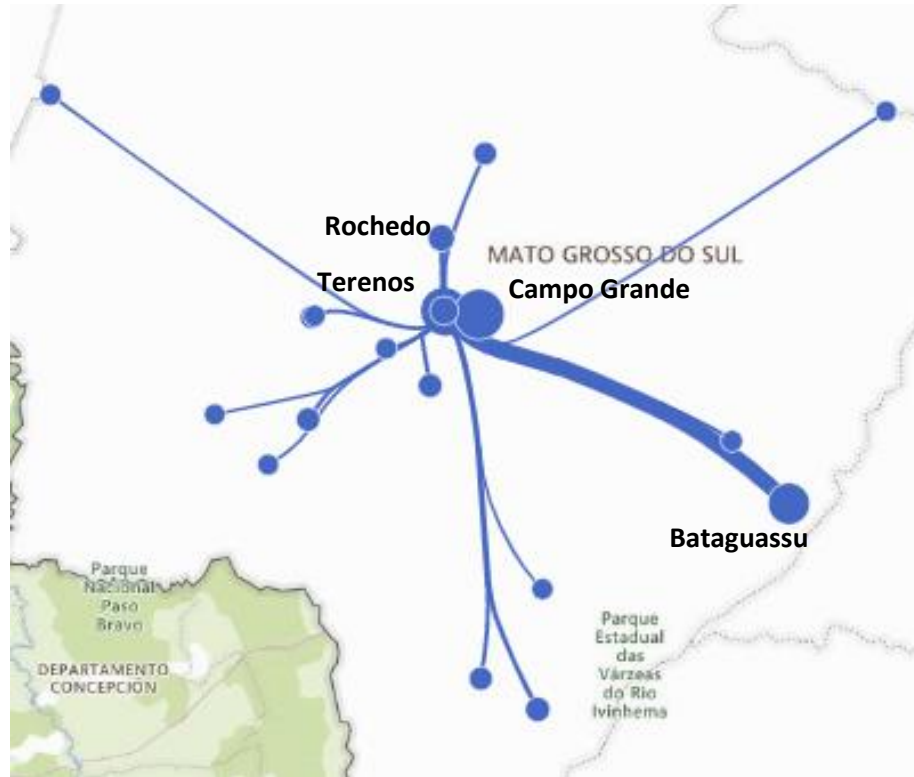 Rochedo
MATO GROSSO DO SUL
Terenos
Campo Grande
Bataguassu
Parque
Nacional
Paso
Bravo
DEPARTAMENTO
CONCEPCIÓN
Parque
Estadual
das
Várzeas
do Rio
Ivinhema